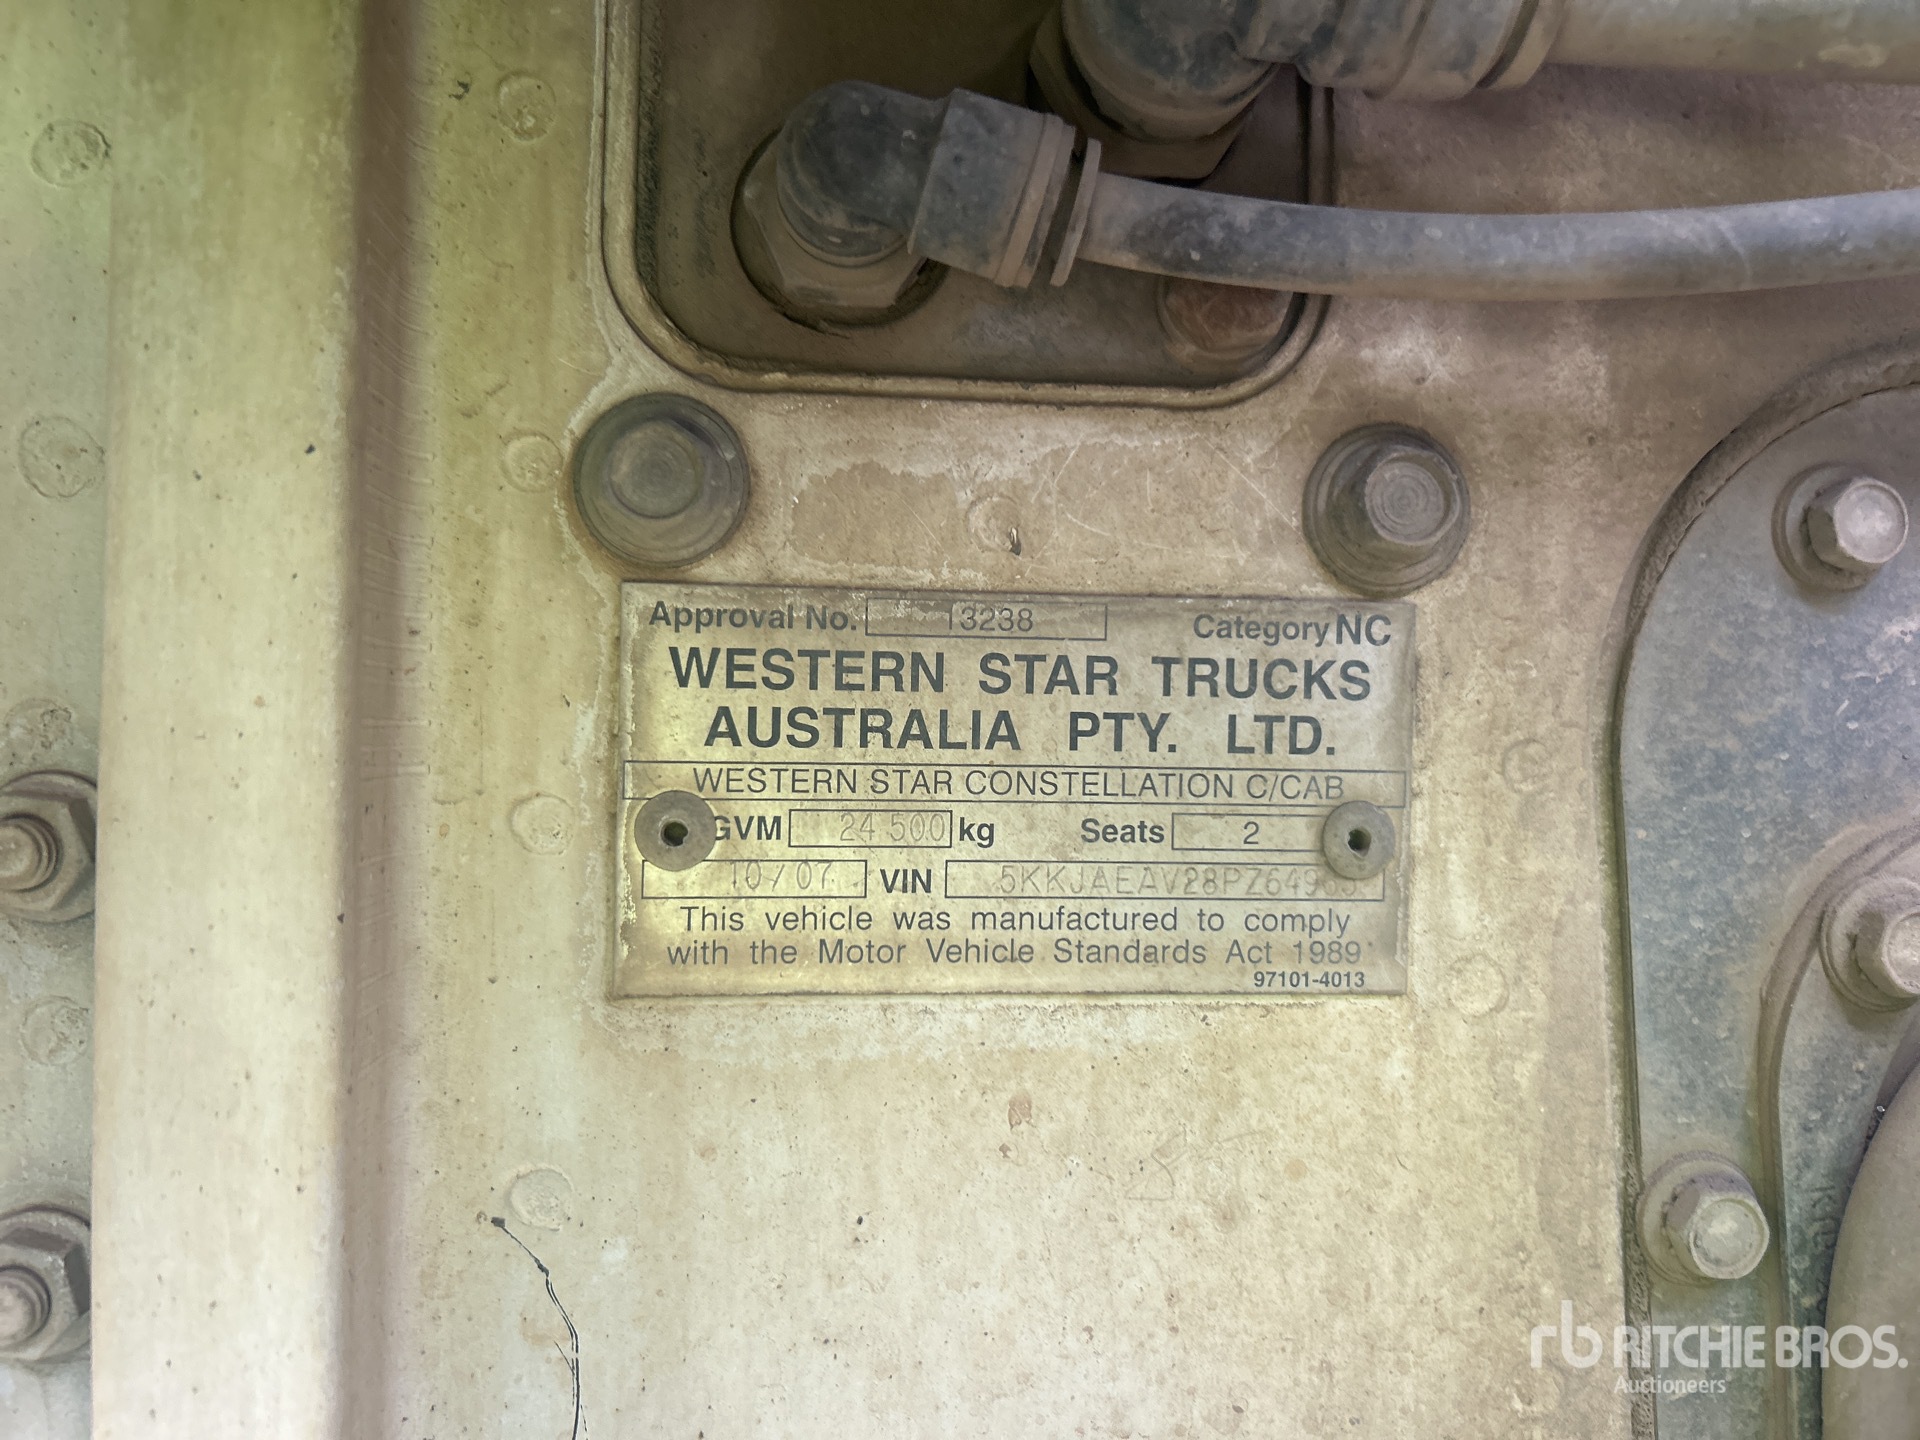 Approval No. 13238 Category NC
WESTERN STAR TRUCKS
AUSTRALIA PTY. LTD.
WESTERN STAR CONSTELLATION C/CAB
GVM 24 500 kg Seats 2
10/07 VIN
This vehicle was manufactured to comply
with the Motor Vehicle Standards Act 1989
97101-4013
rb RITCHIE BROS.
Auctioneers